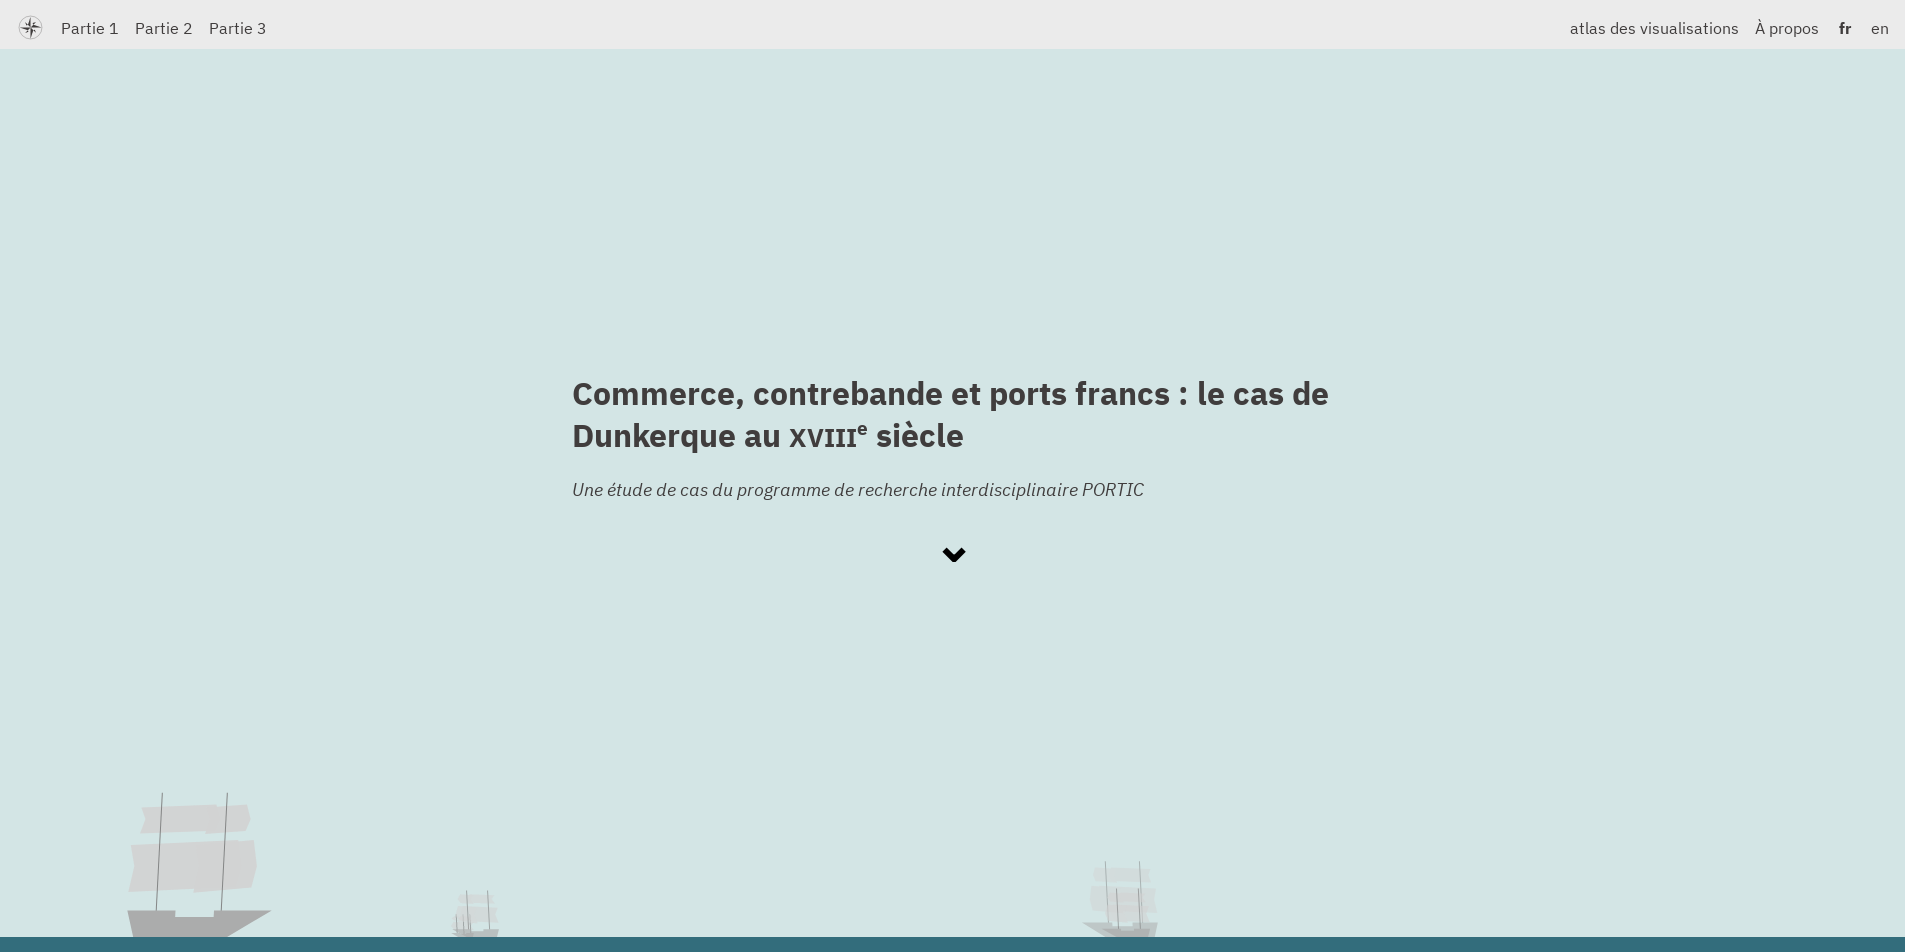 Partie 1 Partie 2 Partie 3 atlas des visualisations À propos fr en
Commerce, contrebande et ports francs : le cas de
Dunkerque au XVIIIe siècle
Une étude de cas du programme de recherche interdisciplinaire PORTIC